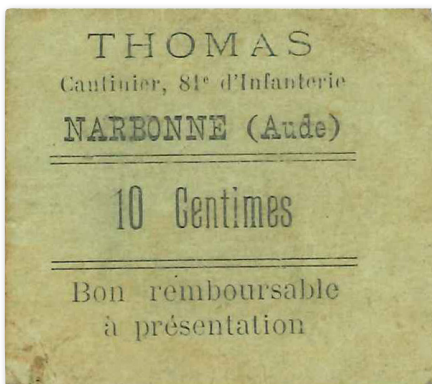 THOMAS
Cantinier, 81e d'Infanterie
NARBONNE (Aude)
10 Centimes
Bon remboursable
à présentation